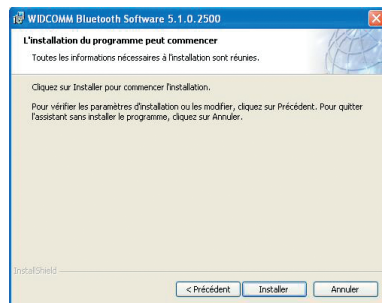 WIDCOMM Bluetooth Software 5.1.0.2500
L'installation du programme peut commencer
Toutes les informations nécessaires à l'installation sont réunies.
Cliquez sur Installer pour commencer l'installation.
Pour vérifier les paramètres d'installation ou les modifier, cliquez sur Précédent. Pour quitter
l'assistant sans installer le programme, cliquez sur Annuler.
InstallShield
< Précédent Installer Annuler